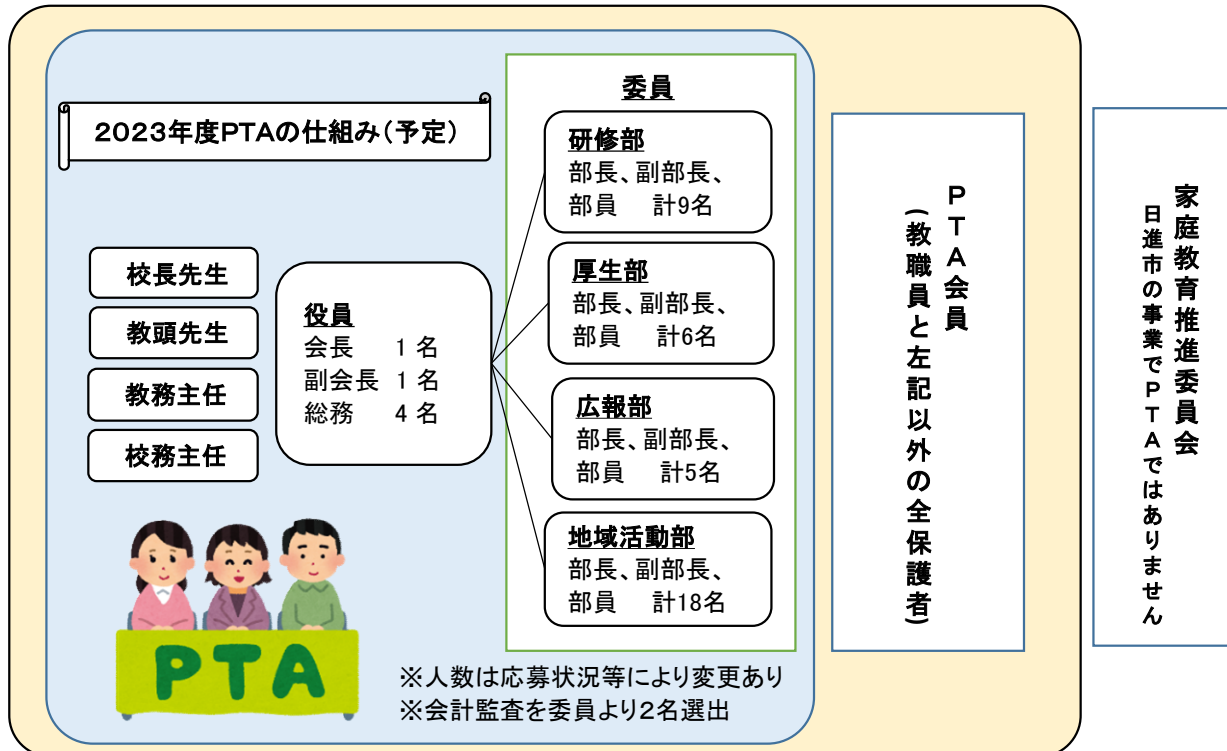 2023年度PTAの仕組み(予定)
校長先生
教頭先生
教務主任
校務主任
役員
会長 1名
副会長 1名
総務 4名
委員
研修部
部長、副部長、
部員 計9名
厚生部
部長、副部長、
部員 計6名
広報部
部長、副部長、
部員 計5名
地域活動部
部長、副部長、
部員 計18名
PTA
※人数は応募状況等により変更あり
※会計監査を委員より2名選出
PTA会員
(教職員と左記以外の全保護者)
家庭教育推進委員会
日進市の事業でPTAではありません